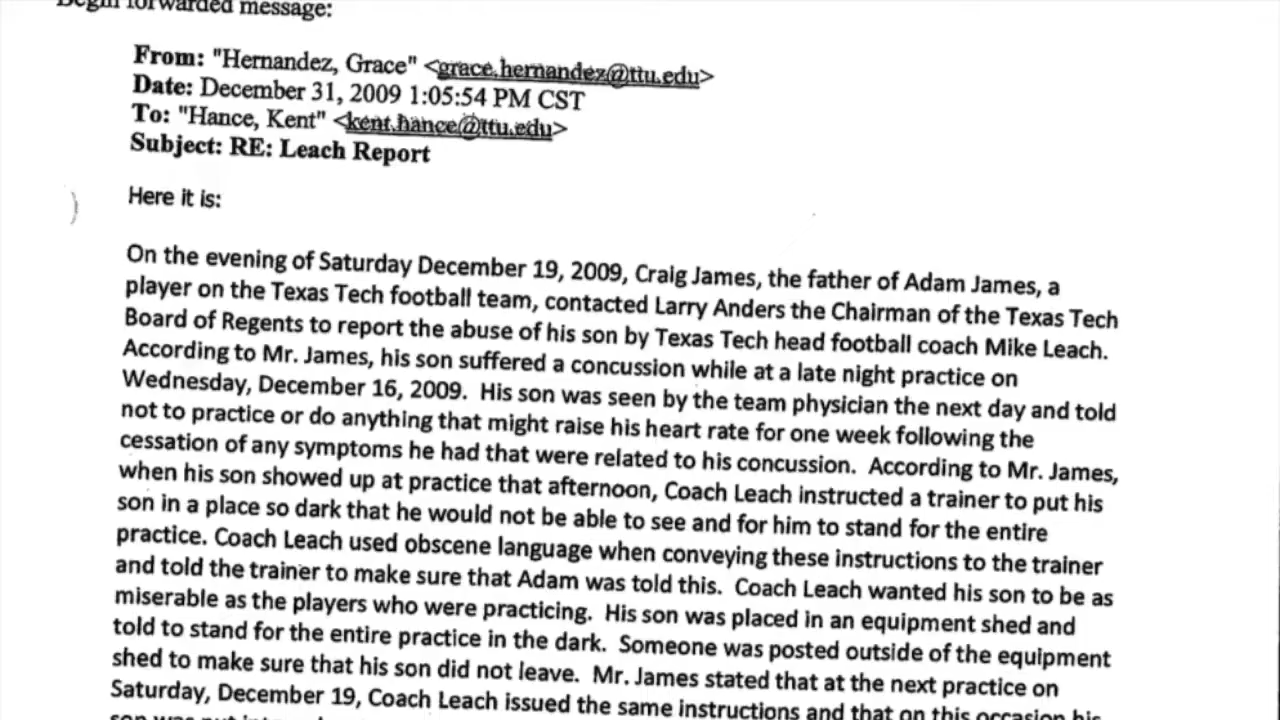 Begin forwarded message:
From: "Hernandez, Grace" <grace.hernandez@ttu.edu>
Date: December 31, 2009 1:05:54 PM CST
To: "Hance, Kent" <kent.hance@ttu.edu>
Subject: RE: Leach Report
Here it is:
On the evening of Saturday December 19, 2009, Craig James, the father of Adam James, a
player on the Texas Tech football team, contacted Larry Anders the Chairman of the Texas Tech
Board of Regents to report the abuse of his son by Texas Tech head football coach Mike Leach.
According to Mr. James, his son suffered a concussion while at a late night practice on
Wednesday, December 16, 2009. His son was seen by the team physician the next day and told
not to practice or do anything that might raise his heart rate for one week following the
cessation of any symptoms he had that were related to his concussion. According to Mr. James,
when his son showed up at practice that afternoon, Coach Leach instructed a trainer to put his
son in a place so dark that he would not be able to see and for him to stand for the entire
practice. Coach Leach used obscene language when conveying these instructions to the trainer
and told the trainer to make sure that Adam was told this. Coach Leach wanted his son to be as
miserable as the players who were practicing. His son was placed in an equipment shed and
told to stand for the entire practice in the dark. Someone was posted outside of the equipment
shed to make sure that his son did not leave. Mr. James stated that at the next practice on
Saturday, December 19, Coach Leach issued the same instructions and that on this occasion his
son was put